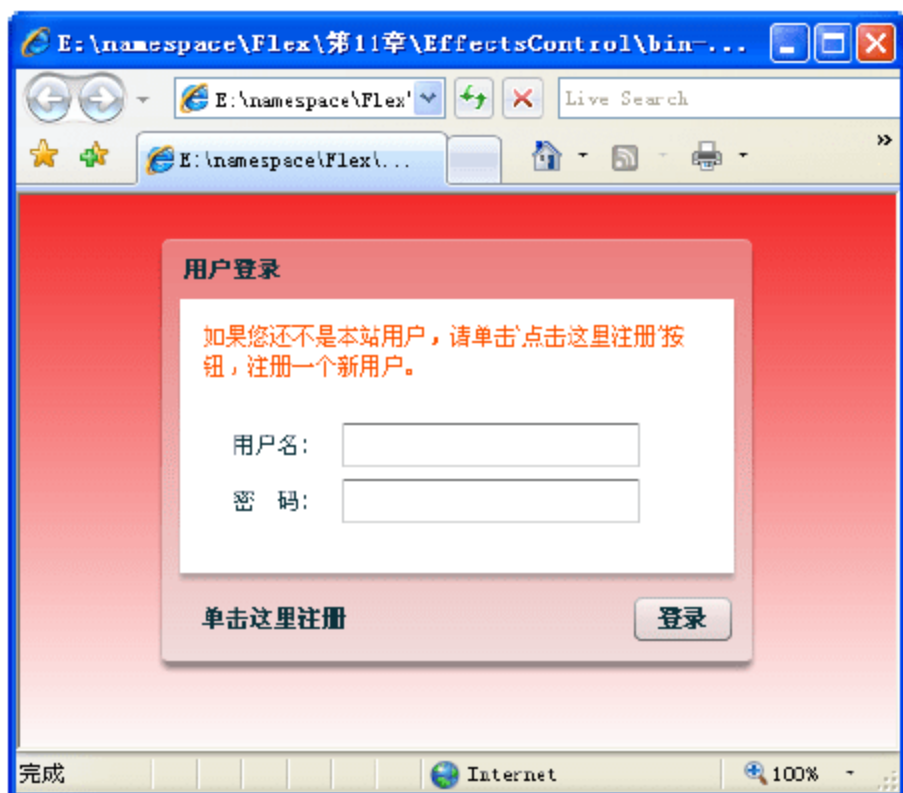 E:\namespace\Flex\第11章\EffectsControl\bin-...
E:\namespace\Flex'
Live Search
E:\namespace\Flex\...
»
用户登录
如果您还不是本站用户，请单击'点击这里注册'按
钮，注册一个新用户。
用户名:
密 码:
单击这里注册
登录
完成
Internet
100%